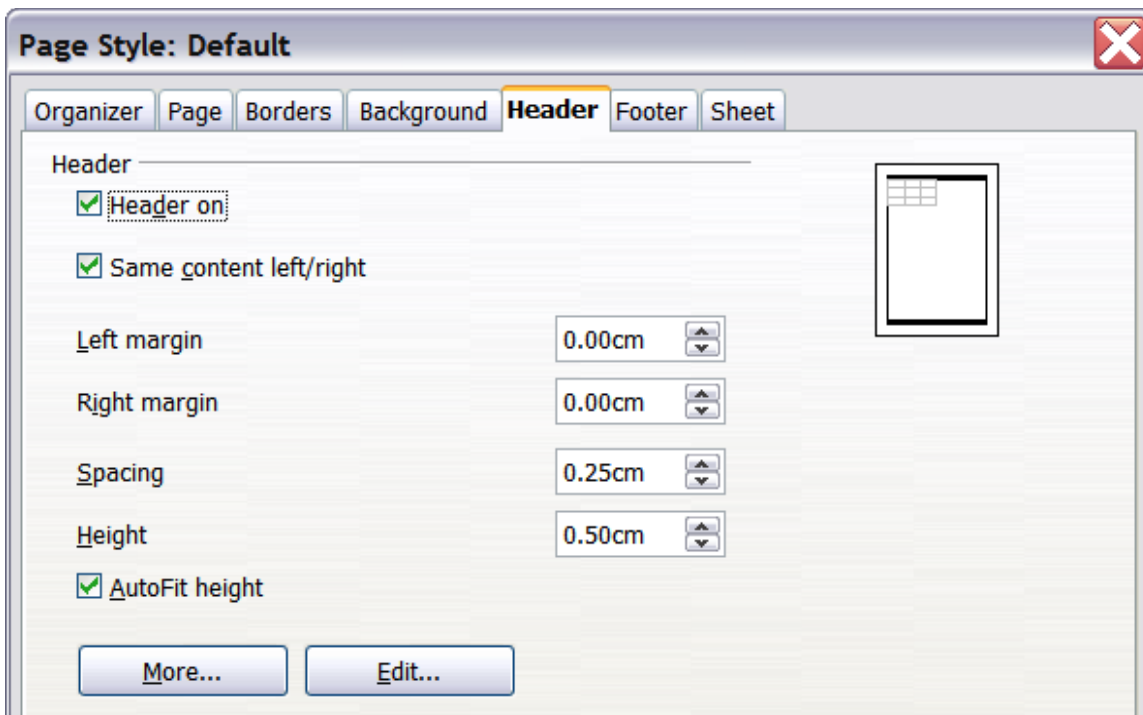 Page Style: Default
Organizer Page Borders Background Header Footer Sheet
Header
Header on
Same content left/right
Left margin 0.00cm
Right margin 0.00cm
Spacing 0.25cm
Height 0.50cm
AutoFit height
More... Edit...